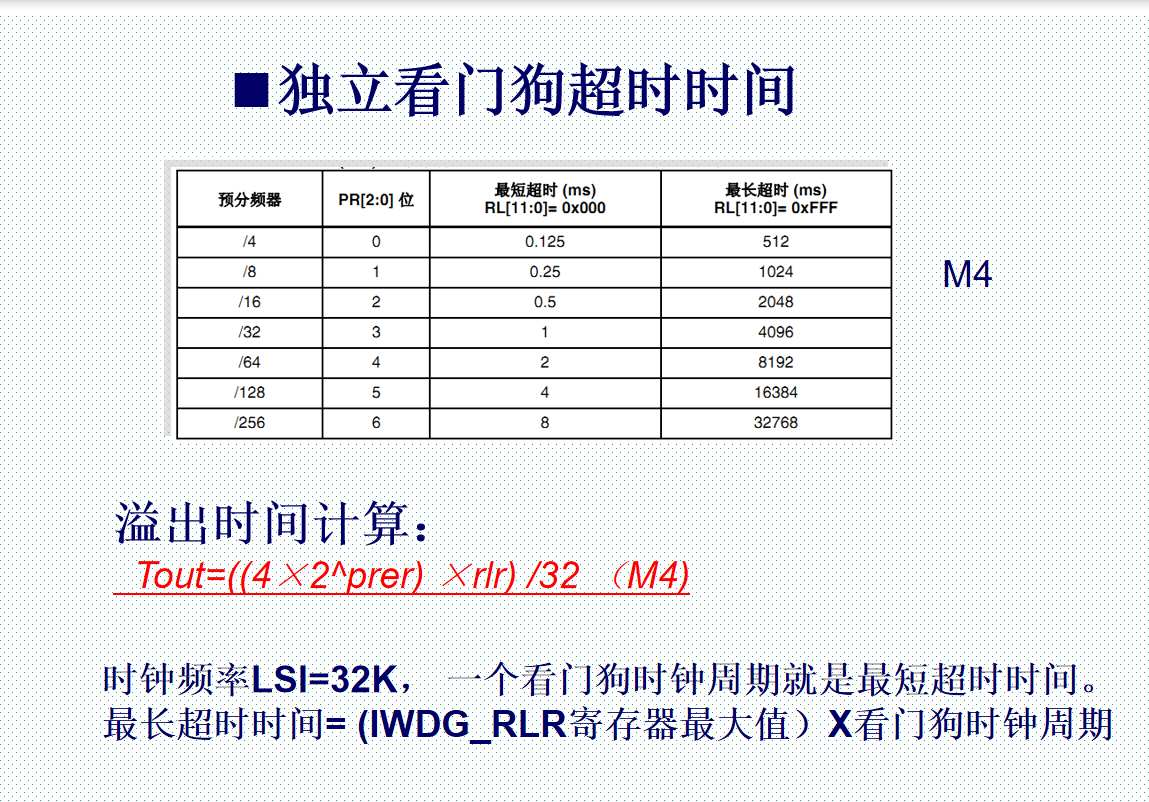 ■独立看门狗超时时间
预分频器 PR[2:0] 位 最短超时 (ms) 最长超时 (ms)
RL[11:0]= 0x000 RL[11:0]= 0xFFF
/4 0 0.125 512
/8 1 0.25 1024
/16 2 0.5 2048
/32 3 1 4096
/64 4 2 8192
/128 5 4 16384
/256 6 8 32768
M4
溢出时间计算：
Tout=((4×2^prer) ×rlr) /32 （M4)
时钟频率LSI=32K， 一个看门狗时钟周期就是最短超时时间。
最长超时时间= (IWDG_RLR寄存器最大值）X看门狗时钟周期